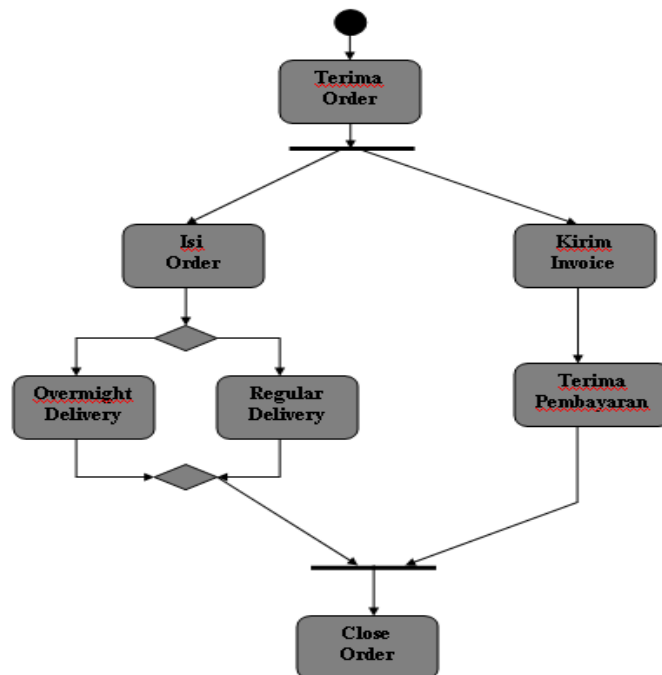 Terima
Order
Isi
Order
Kirim
Invoice
Overmight
Delivery
Regular
Delivery
Terima
Pembayaran
Close
Order